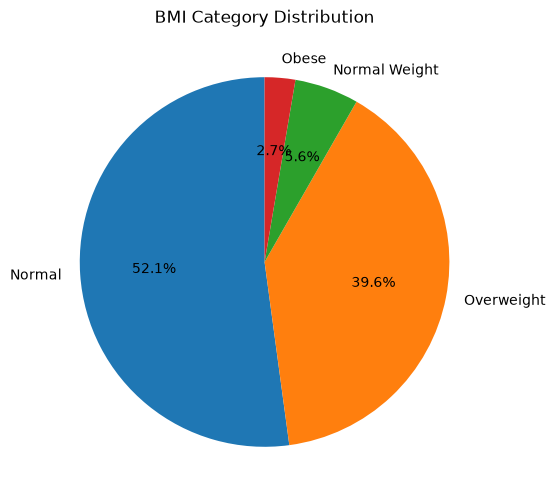 BMI Category Distribution
Obese
Normal Weight
2.7%
5.6%
52.1%
Normal
39.6%
Overweight